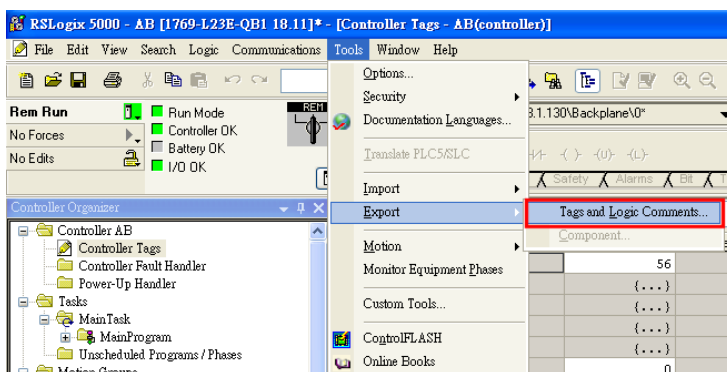 RSLogix 5000 - AB [1769-L23E-QB1 18.11]* - [Controller Tags - AB(controller)]
File Edit View Search Logic Communications Tools Window Help
Rem Run
No Forces
No Edits
Run Mode
Controller OK
Battery OK
I/O OK
REM
Options...
Security
Documentation Languages...
Translate PLC5/SLC
Import
Export
Motion
Monitor Equipment Phases
Custom Tools...
ControlFLASH
Online Books
Tags and Logic Comments...
Component...
3.1.130\Backplane\0*
Safety Alarms Bit
Controller Organizer
Controller AB
Controller Tags
Controller Fault Handler
Power-Up Handler
Tasks
MainTask
MainProgram
Unscheduled Programs / Phases
Motion Groups
56
{...}
{...}
{...}
{...}
0